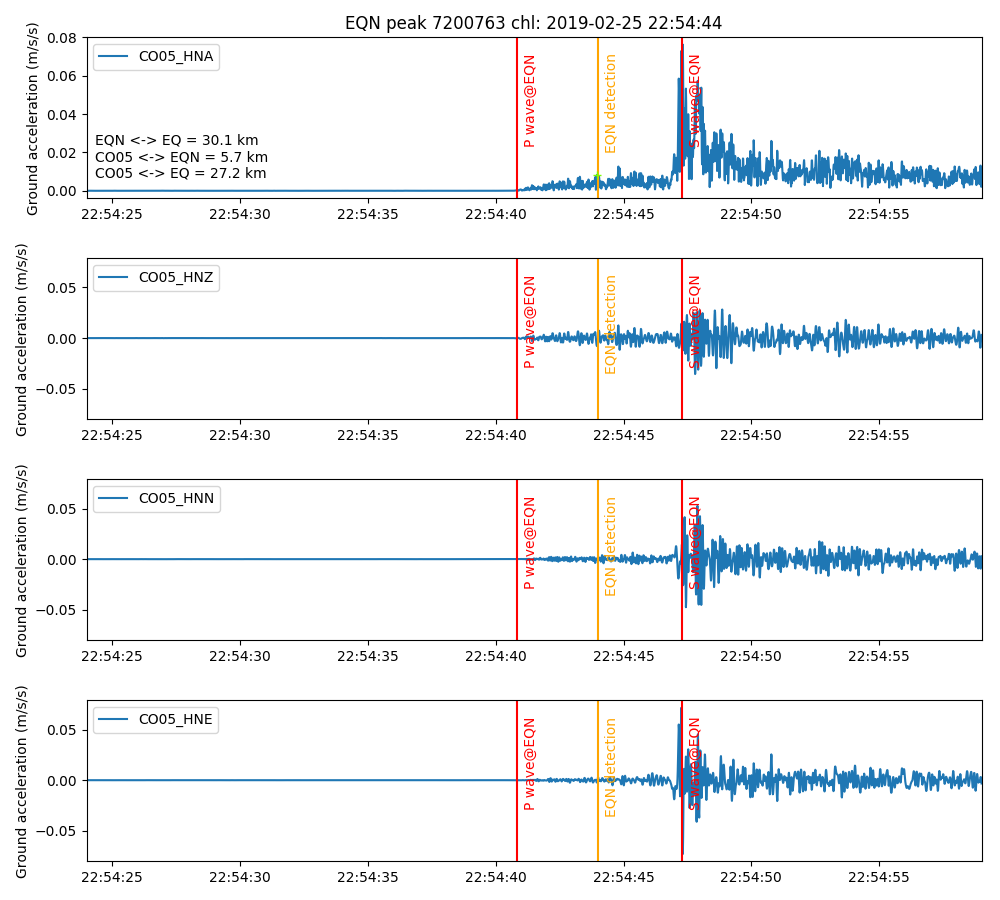 EQN peak 7200763 chl: 2019-02-25 22:54:44
Ground acceleration (m/s/s)
0.08
0.06
0.04
0.02
0.00
CO05_HNA
EQN <-> EQ = 30.1 km
CO05 <-> EQN = 5.7 km
CO05 <-> EQ = 27.2 km
P wave@EQN
EQN detection
S wave@EQN
22:54:25 22:54:30 22:54:35 22:54:40 22:54:45 22:54:50 22:54:55
Ground acceleration (m/s/s)
0.05
0.00
−0.05
CO05_HNZ
P wave@EQN
EQN detection
S wave@EQN
22:54:25 22:54:30 22:54:35 22:54:40 22:54:45 22:54:50 22:54:55
Ground acceleration (m/s/s)
0.05
0.00
−0.05
CO05_HNN
P wave@EQN
EQN detection
S wave@EQN
22:54:25 22:54:30 22:54:35 22:54:40 22:54:45 22:54:50 22:54:55
Ground acceleration (m/s/s)
0.05
0.00
−0.05
CO05_HNE
P wave@EQN
EQN detection
S wave@EQN
22:54:25 22:54:30 22:54:35 22:54:40 22:54:45 22:54:50 22:54:55